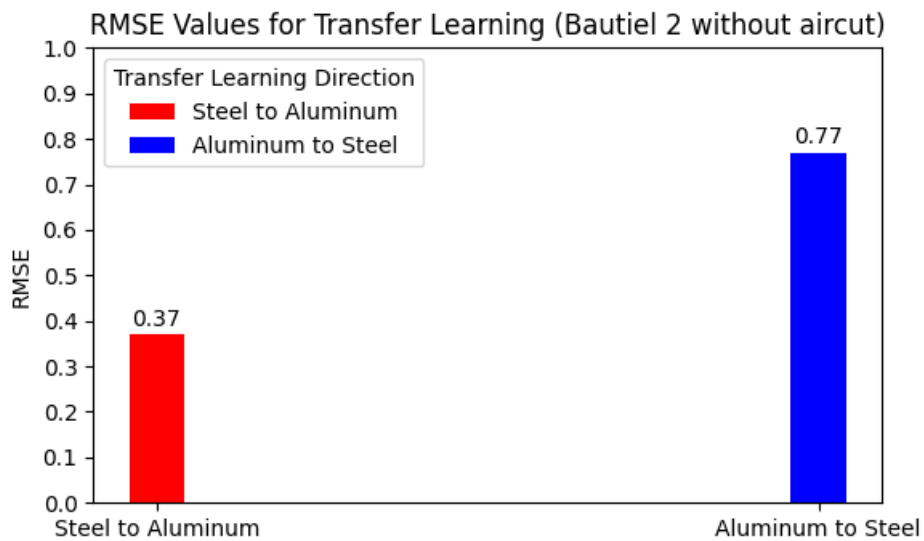 RMSE Values for Transfer Learning (Bautiel 2 without aircut)
1.0
0.9
0.8
0.7
0.6
0.5
0.4
0.3
0.2
0.1
0.0
RMSE
Transfer Learning Direction
Steel to Aluminum
Aluminum to Steel
0.37
0.77
Steel to Aluminum
Aluminum to Steel